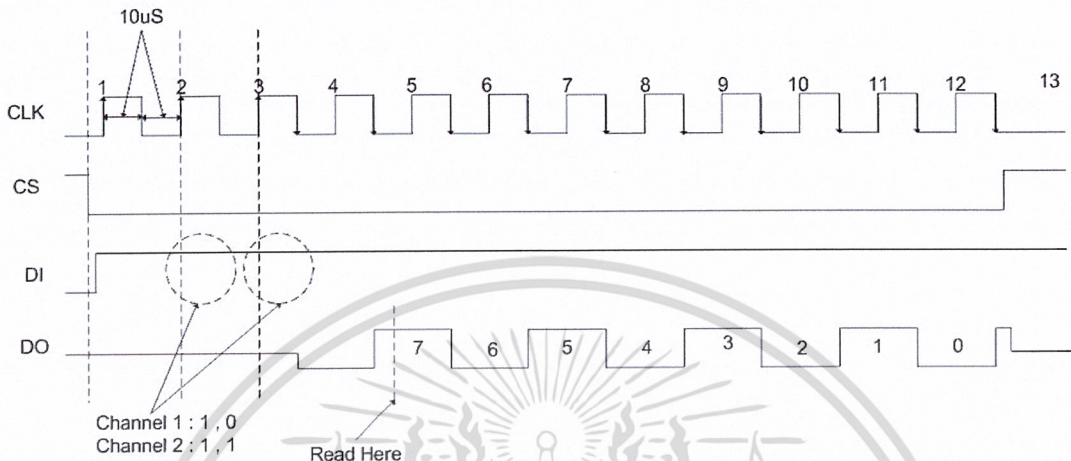 10uS
CLK 1 2 3 4 5 6 7 8 9 10 11 12 13
CS
DI
DO 7 6 5 4 3 2 1 0
Channel 1 : 1 , 0
Channel 2 : 1 , 1
Read Here